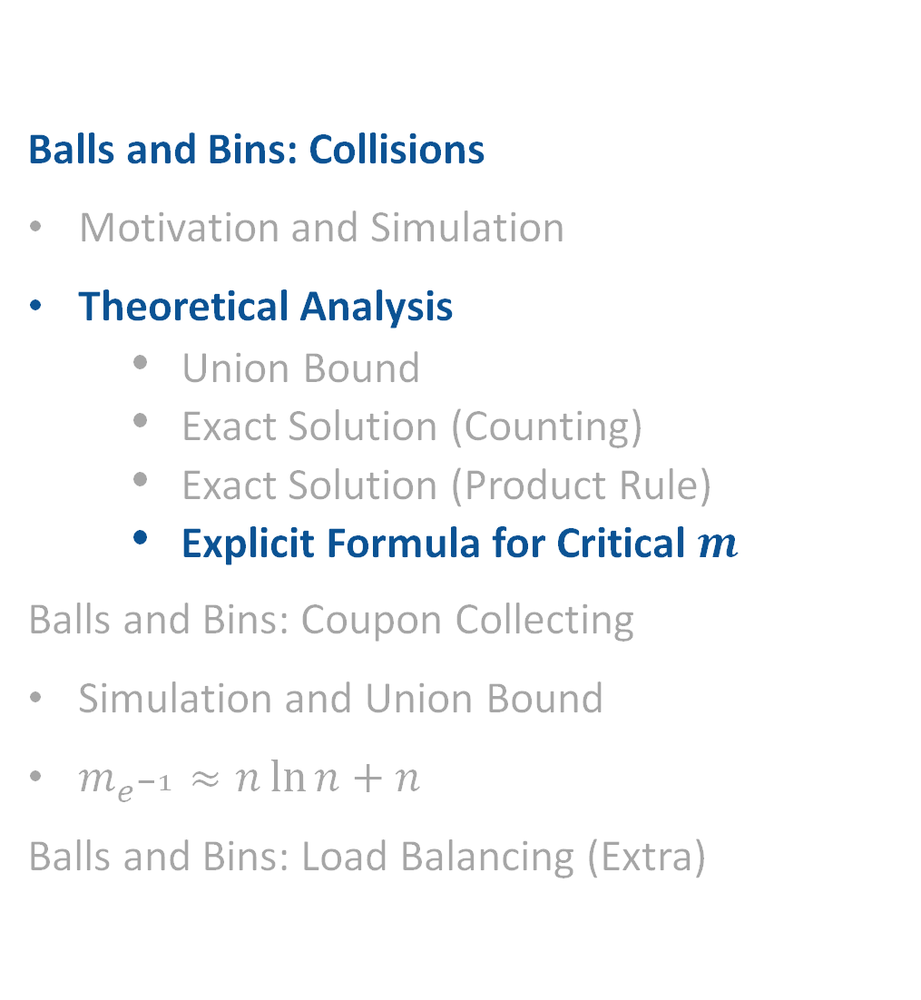 Balls and Bins: Collisions
• Motivation and Simulation
• Theoretical Analysis
• Union Bound
• Exact Solution (Counting)
• Exact Solution (Product Rule)
• Explicit Formula for Critical 𝒎
Balls and Bins: Coupon Collecting
• Simulation and Union Bound
• 𝑚_{𝑒^{−1}} ≈ 𝑛 ln 𝑛 + 𝑛
Balls and Bins: Load Balancing (Extra)